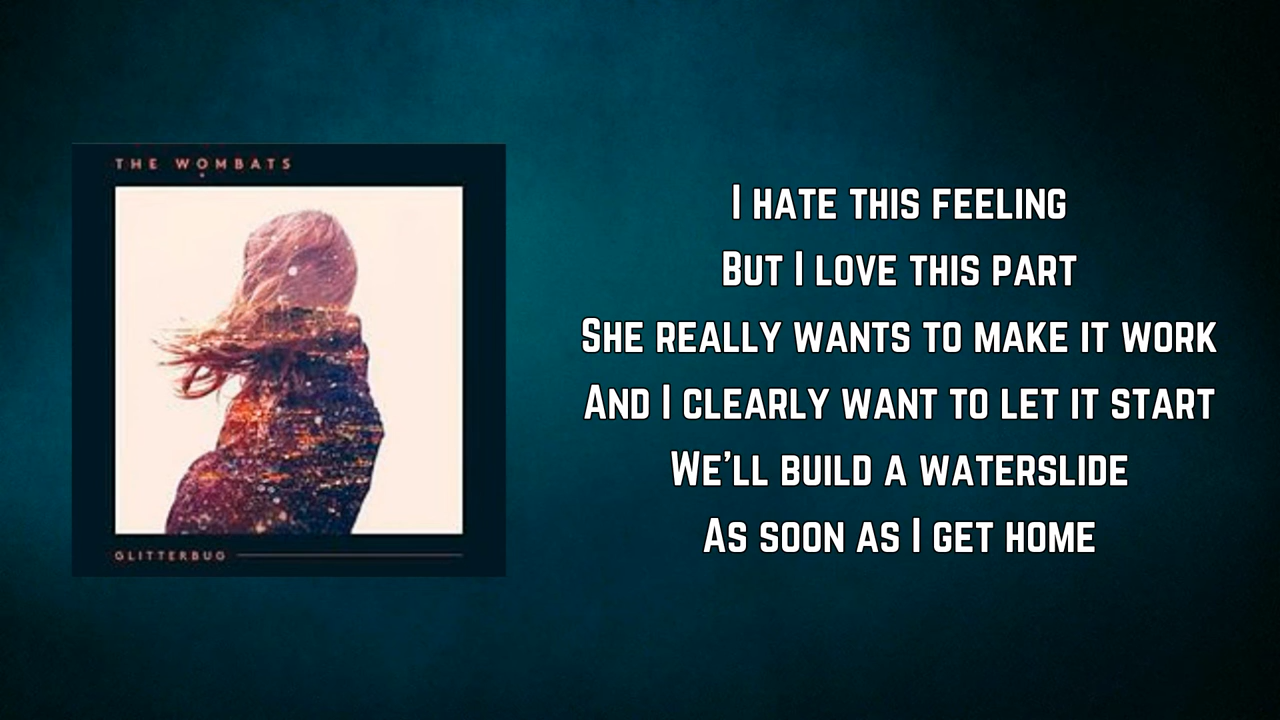 THE WOMBATS
GLITTERBUG
I HATE THIS FEELING
BUT I LOVE THIS PART
SHE REALLY WANTS TO MAKE IT WORK
AND I CLEARLY WANT TO LET IT START
WE'LL BUILD A WATERSLIDE
AS SOON AS I GET HOME